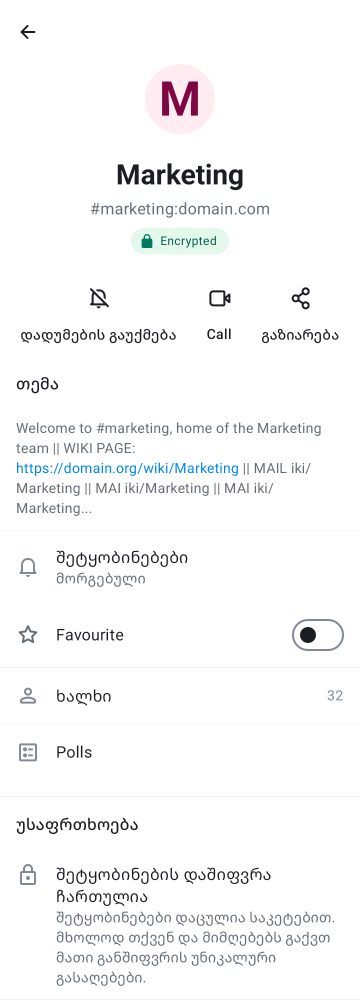 M
Marketing
#marketing:domain.com
Encrypted
დადუმების გაუქმება
Call
გაზიარება
თემა
Welcome to #marketing, home of the Marketing
team || WIKI PAGE:
https://domain.org/wiki/Marketing || MAIL iki/
Marketing || MAI iki/Marketing || MAI iki/
Marketing...
შეტყობინებები
მორგებული
Favourite
ხალხი 32
Polls
უსაფრთხოება
შეტყობინების დაშიფვრა
ჩართულია
შეტყობინებები დაცულია საკეტებით.
მხოლოდ თქვენ და მიმღებებს გაქვთ
მათი განშიფვრის უნიკალური
გასაღებები.